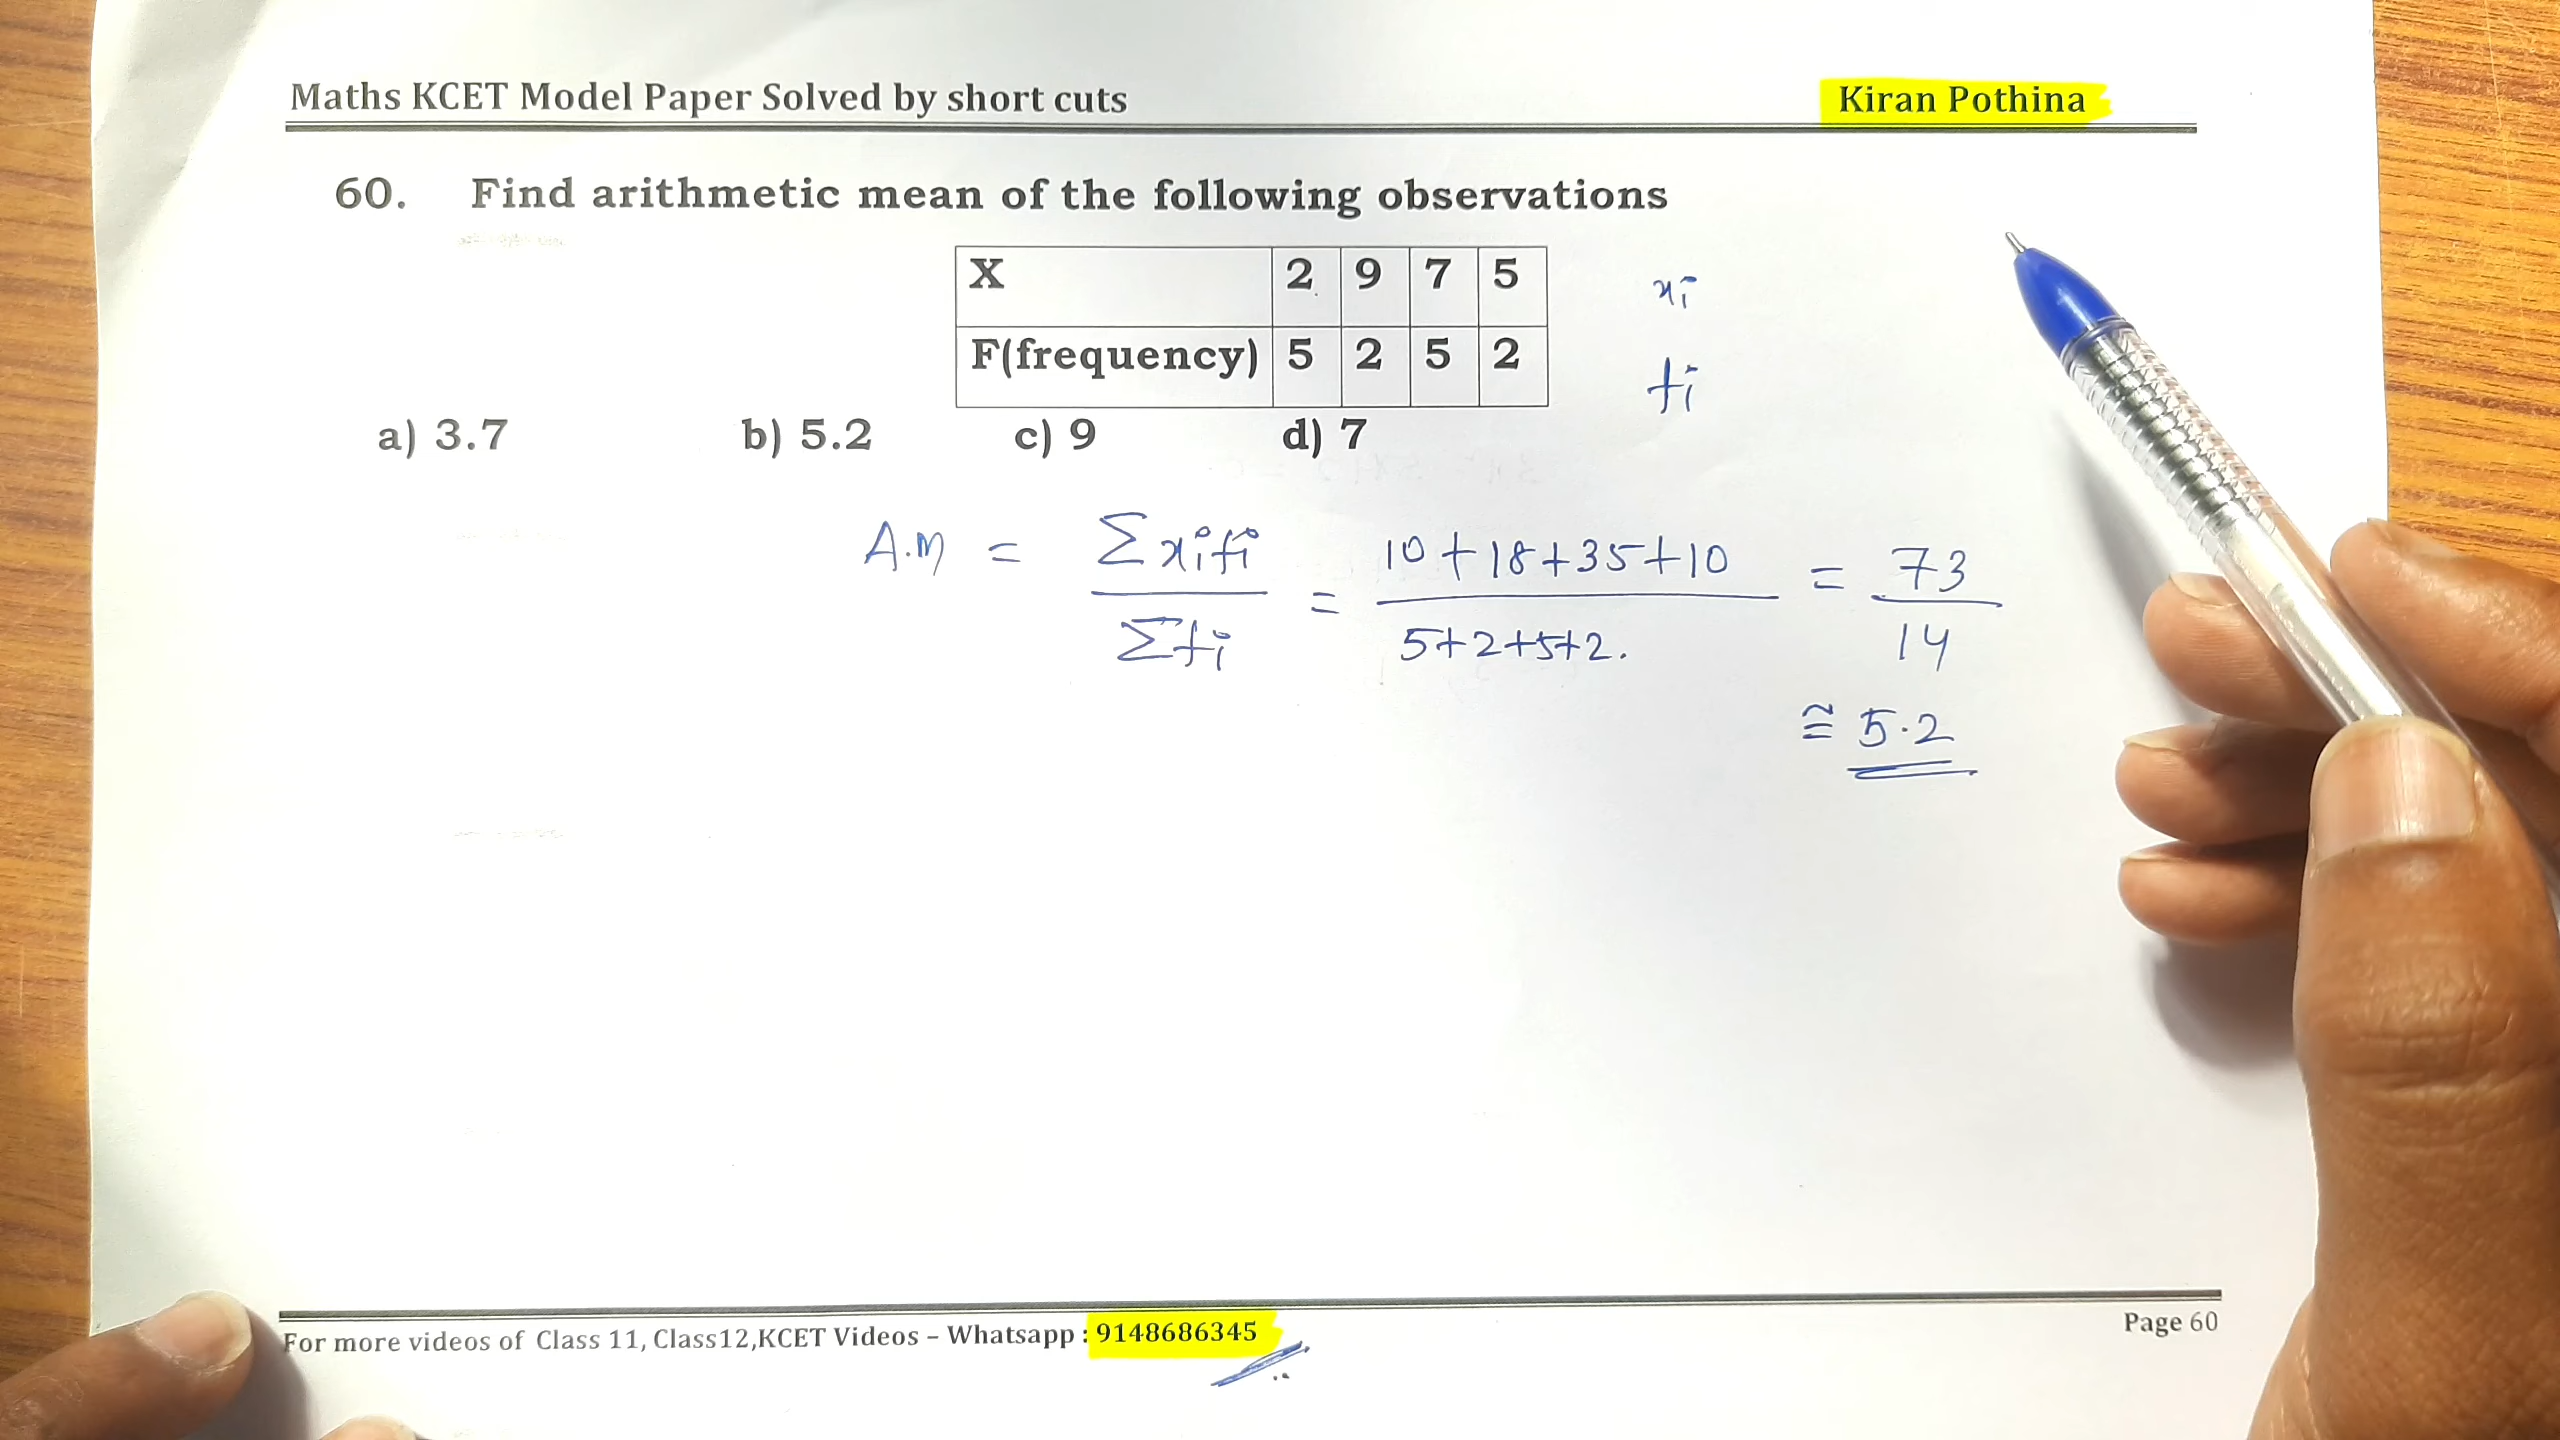 Maths KCET Model Paper Solved by short cuts Kiran Pothina
60. Find arithmetic mean of the following observations
X 2 9 7 5 xi
F(frequency) 5 2 5 2 fi
a) 3.7 b) 5.2 c) 9 d) 7
A.M = Σxifi / Σfi = 10+18+35+10 / 5+2+5+2. = 73 / 14
≅ 5.2
For more videos of Class 11, Class12,KCET Videos – Whatsapp : 9148686345
Page 60